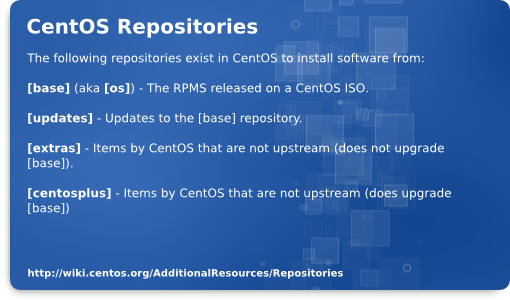 CentOS Repositories
The following repositories exist in CentOS to install software from:
[base] (aka [os]) - The RPMS released on a CentOS ISO.
[updates] - Updates to the [base] repository.
[extras] - Items by CentOS that are not upstream (does not upgrade
[base]).
[centosplus] - Items by CentOS that are not upstream (does upgrade
[base])
http://wiki.centos.org/AdditionalResources/Repositories